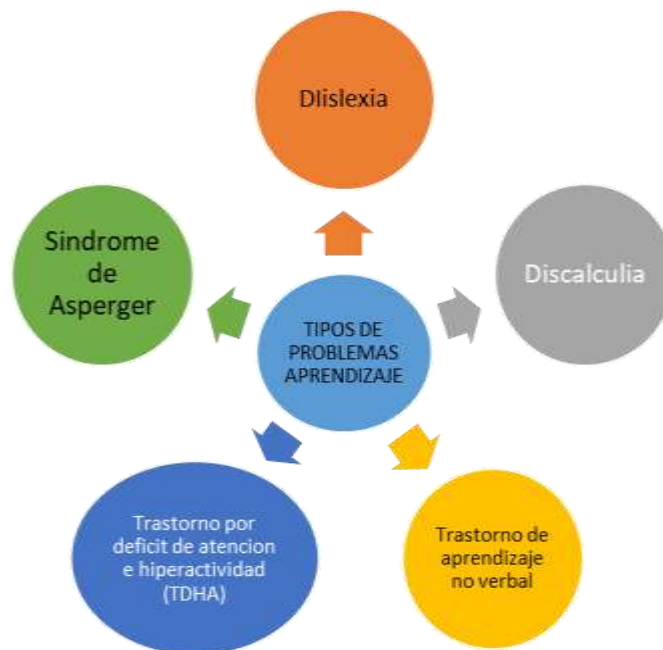 DIislexia
Sindrome
de
Asperger
Discalculia
TIPOS DE
PROBLEMAS
APRENDIZAJE
Trastorno por
deficit de atencion
e hiperactividad
(TDHA)
Trastorno de
aprendizaje
no verbal